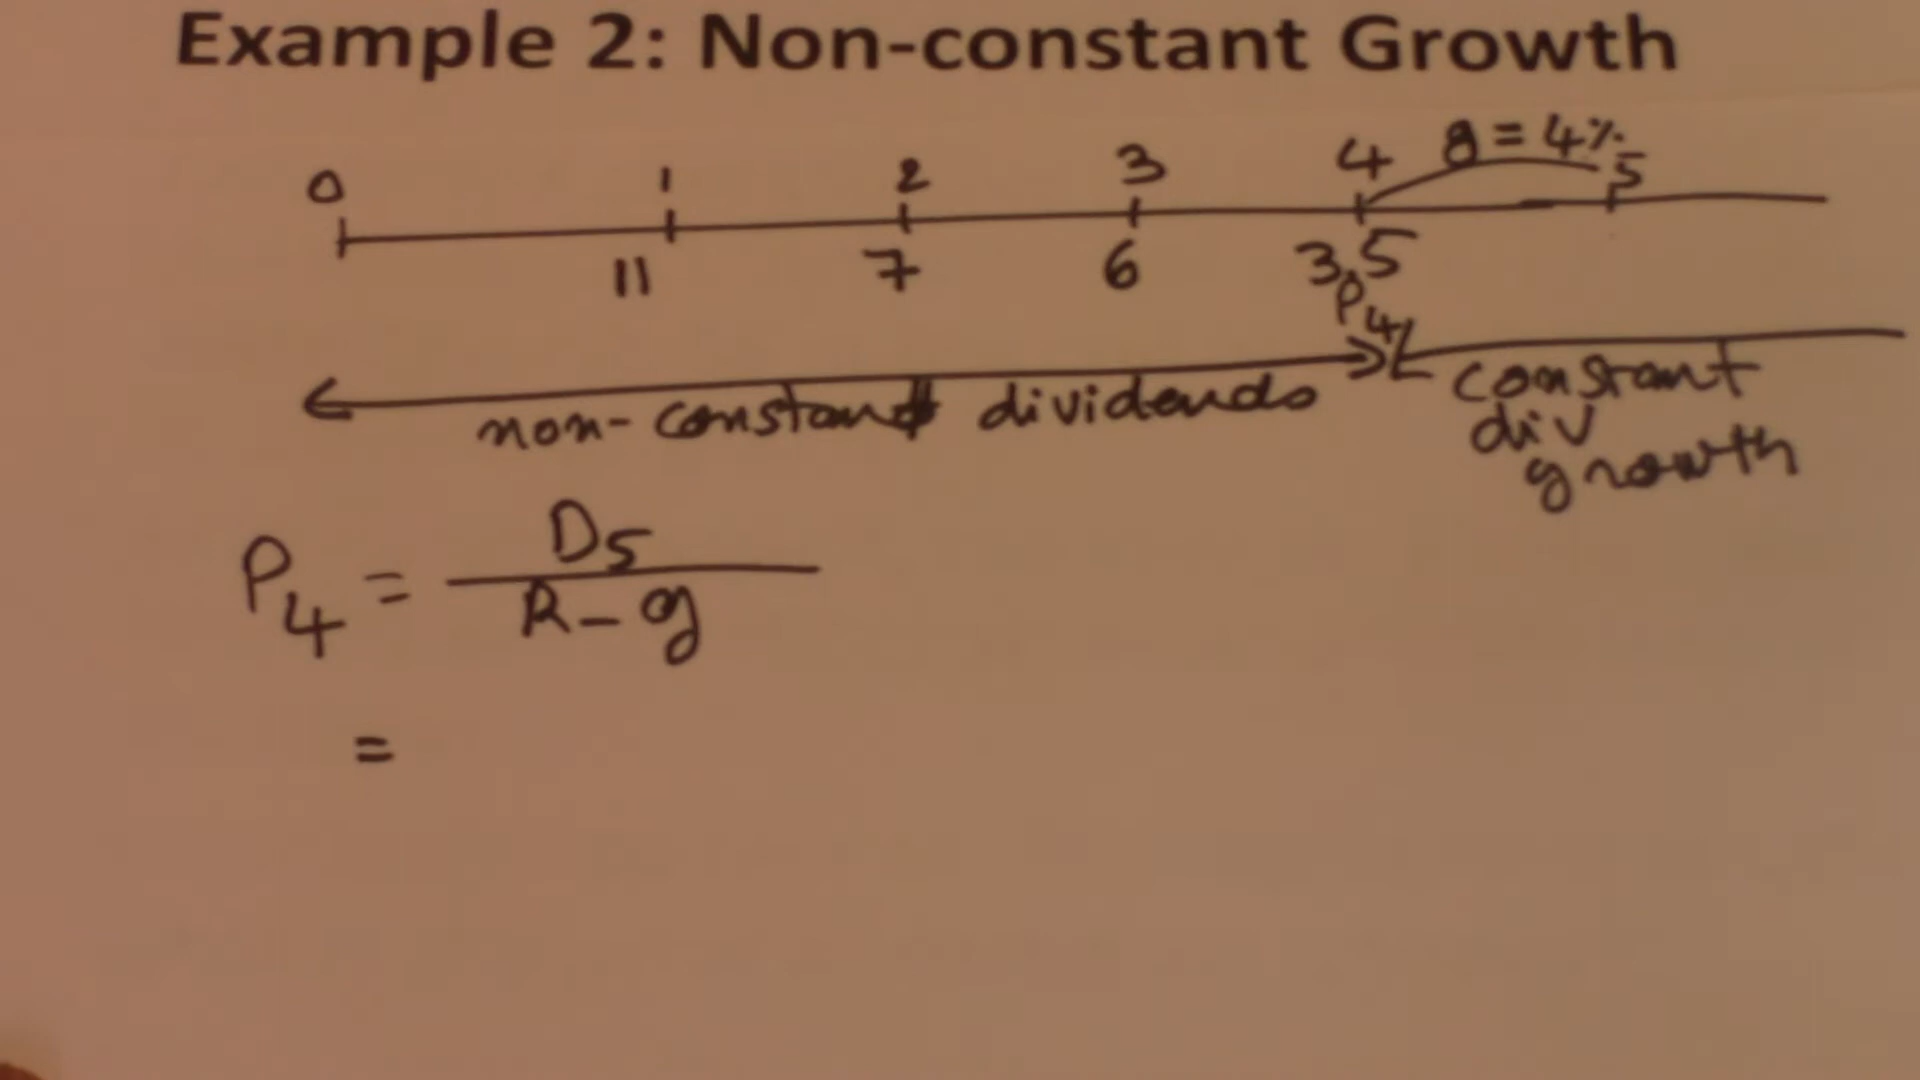 Example 2: Non-constant Growth
g = 4%
0 1 2 3 4 5
11 7 6 3.5
P4
non-constant dividends
constant
div
growth
P4 = D5
R - g
=